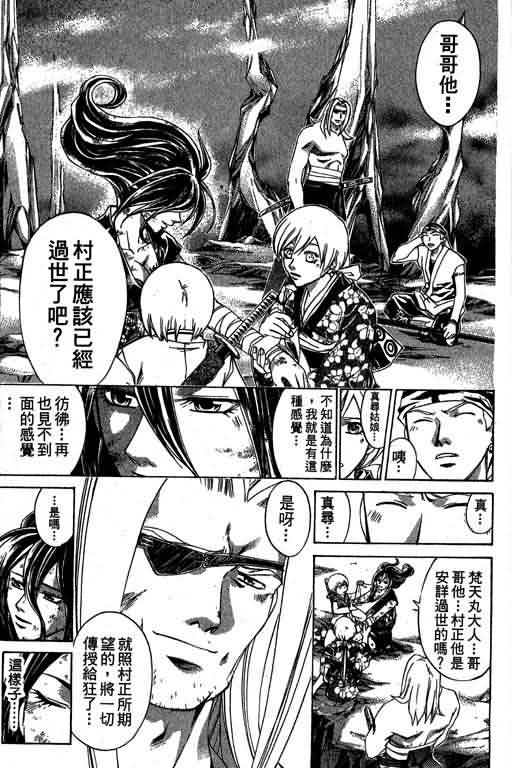 哥哥他…
村正應該已經
過世了吧?
真尋姑娘…
咦…
不知道為什麼
，我就是有這
種感覺…
彷彿…再
也見不到
面的感覺
…
真…
真尋…
梵天丸大人…哥
哥他…村正他是
安詳過世的嗎?
是呀…
就照村正所期
望的，將一切
傳授給狂了…
…是嗎…
這樣子……